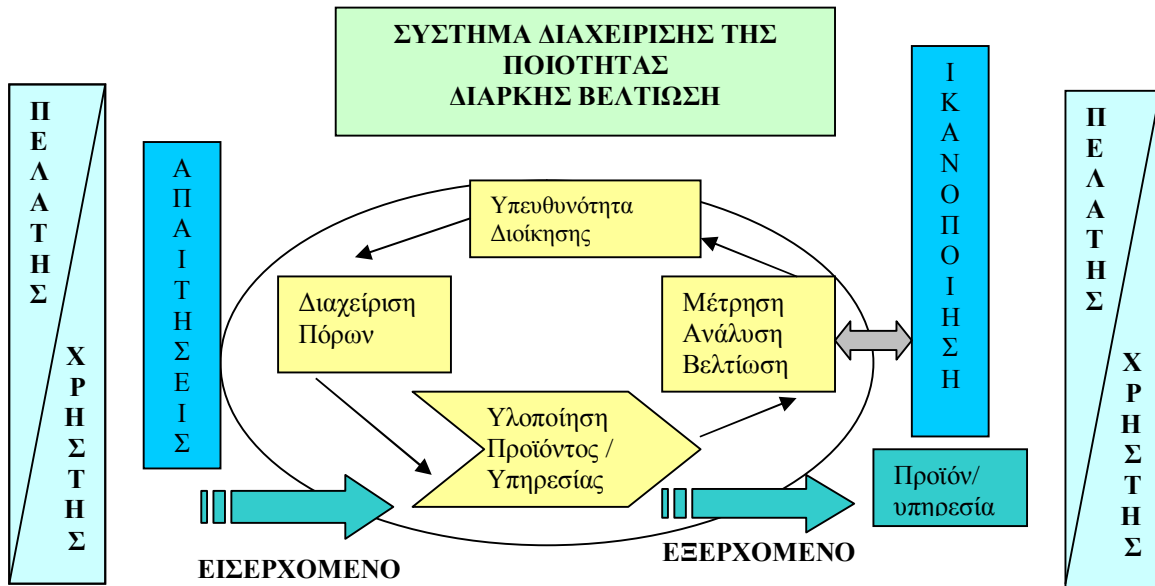 ΣΥΣΤΗΜΑ ΔΙΑΧΕΙΡΙΣΗΣ ΤΗΣ
ΠΟΙΟΤΗΤΑΣ
ΔΙΑΡΚΗΣ ΒΕΛΤΙΩΣΗ
ΠΕΛΑΤΗΣ
ΧΡΗΣΤΗΣ
ΑΠΑΙΤΗΣΕΙΣ
Υπευθυνότητα
Διοίκησης
Διαχείριση
Πόρων
Μέτρηση
Ανάλυση
Βελτίωση
Υλοποίηση
Προϊόντος /
Υπηρεσίας
ΙΚΑΝΟΠΟΙΗΣΗ
Προϊόν/
υπηρεσία
ΕΙΣΕΡΧΟΜΕΝΟ
ΕΞΕΡΧΟΜΕΝΟ
ΠΕΛΑΤΗΣ
ΧΡΗΣΤΗΣ